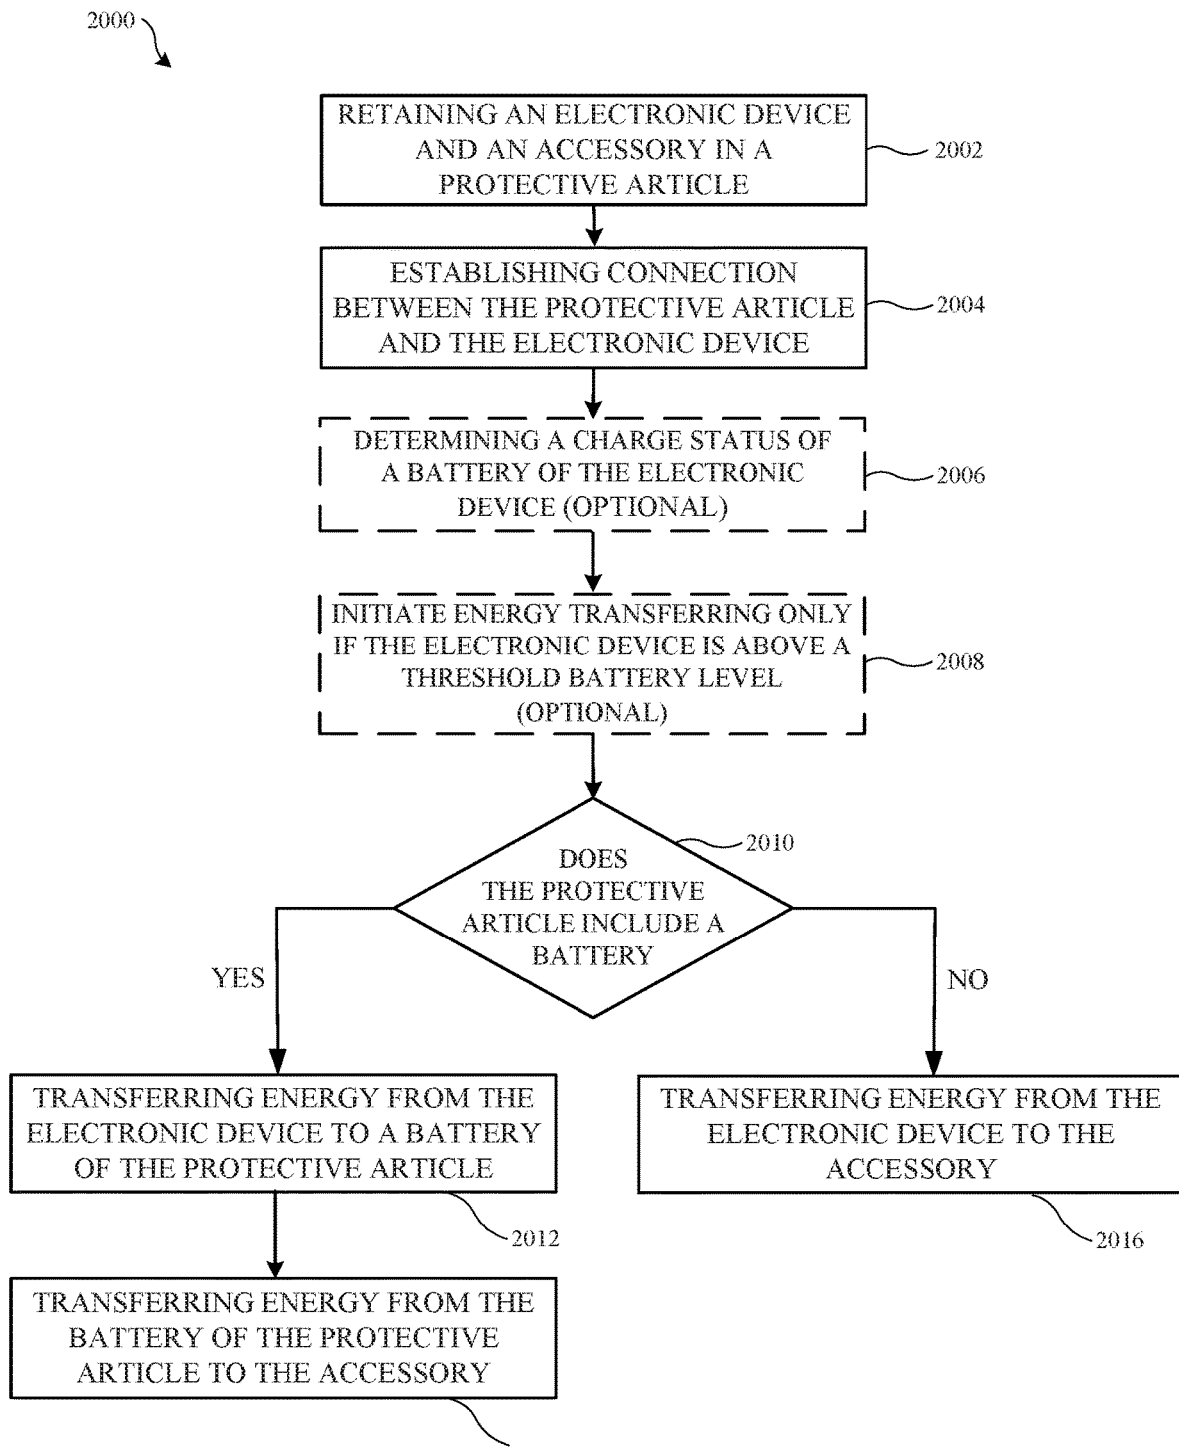 2000
RETAINING AN ELECTRONIC DEVICE
AND AN ACCESSORY IN A
PROTECTIVE ARTICLE
2002
ESTABLISHING CONNECTION
BETWEEN THE PROTECTIVE ARTICLE
AND THE ELECTRONIC DEVICE
2004
DETERMINING A CHARGE STATUS OF
A BATTERY OF THE ELECTRONIC
DEVICE (OPTIONAL)
2006
INITIATE ENERGY TRANSFERRING ONLY
IF THE ELECTRONIC DEVICE IS ABOVE A
THRESHOLD BATTERY LEVEL
(OPTIONAL)
2008
2010
DOES
THE PROTECTIVE
ARTICLE INCLUDE A
BATTERY
YES
NO
TRANSFERRING ENERGY FROM THE
ELECTRONIC DEVICE TO A BATTERY
OF THE PROTECTIVE ARTICLE
2012
TRANSFERRING ENERGY FROM THE
ELECTRONIC DEVICE TO THE
ACCESSORY
2016
TRANSFERRING ENERGY FROM THE
BATTERY OF THE PROTECTIVE
ARTICLE TO THE ACCESSORY